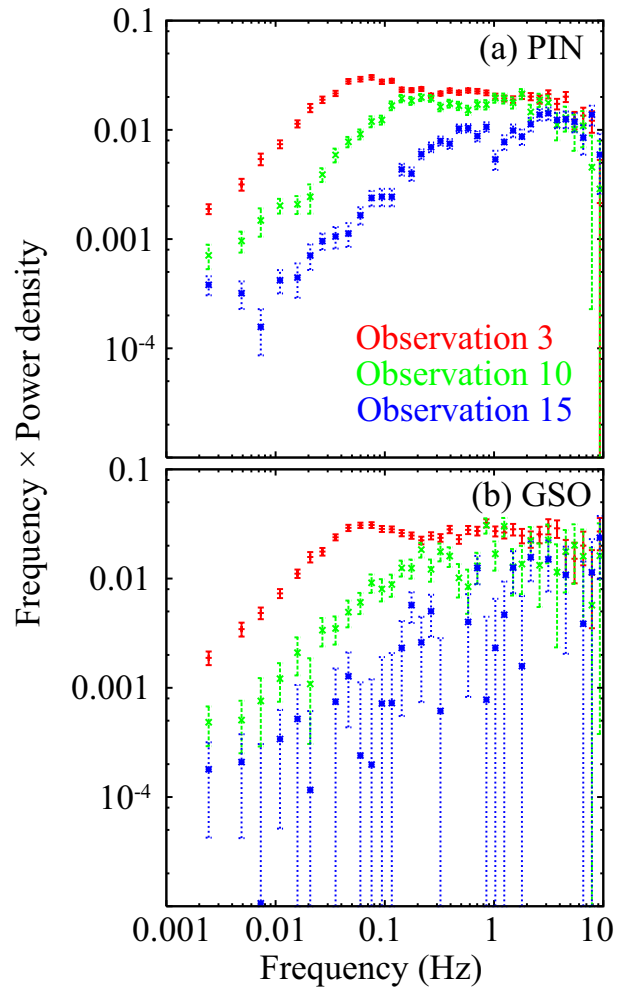 0.1
(a) PIN
0.01
0.001
10-4
Observation 3
Observation 10
Observation 15
Frequency × Power density
0.1
(b) GSO
0.01
0.001
10-4
0.001 0.01 0.1 1 10
Frequency (Hz)